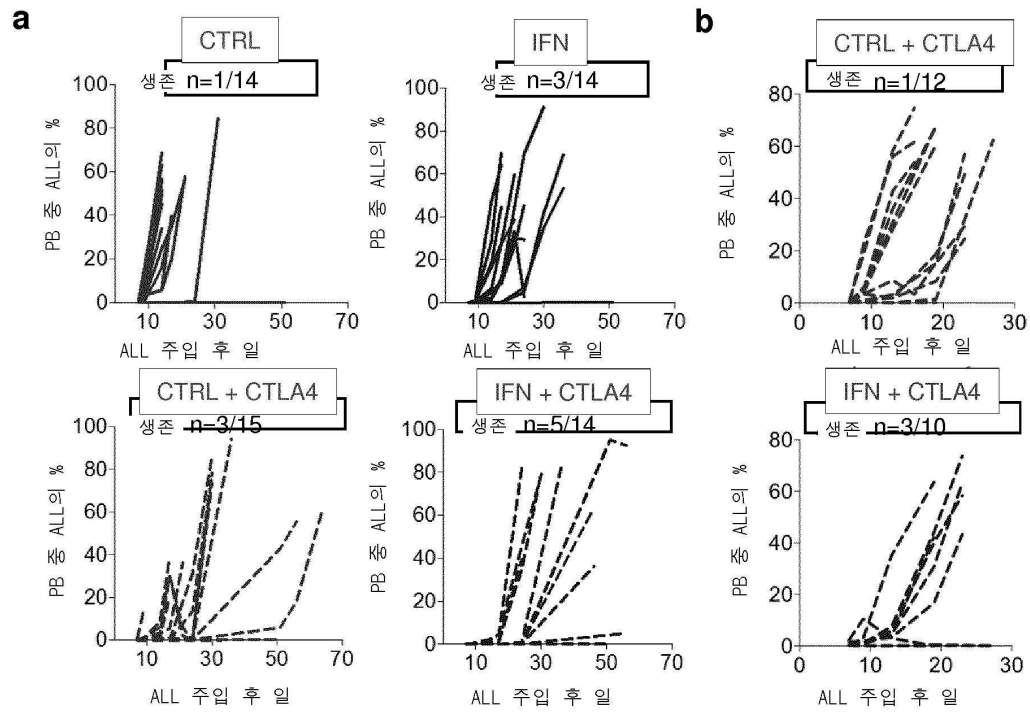 a
CTRL
생존 n=1/14
PB 중 ALL의 %
100
80
60
40
20
0
10 30 50 70
ALL 주입 후 일
IFN
생존 n=3/14
PB 중 ALL의 %
100
80
60
40
20
0
10 30 50 70
ALL 주입 후 일
b
CTRL + CTLA4
생존 n=1/12
PB 중 ALL의 %
80
60
40
20
0
0 10 20 30
ALL 주입 후 일
CTRL + CTLA4
생존 n=3/15
PB 중 ALL의 %
100
80
60
40
20
0
10 30 50 70
ALL 주입 후 일
IFN + CTLA4
생존 n=5/14
PB 중 ALL의 %
100
80
60
40
20
0
10 30 50 70
ALL 주입 후 일
IFN + CTLA4
생존 n=3/10
PB 중 ALL의 %
80
60
40
20
0
0 10 20 30
ALL 주입 후 일